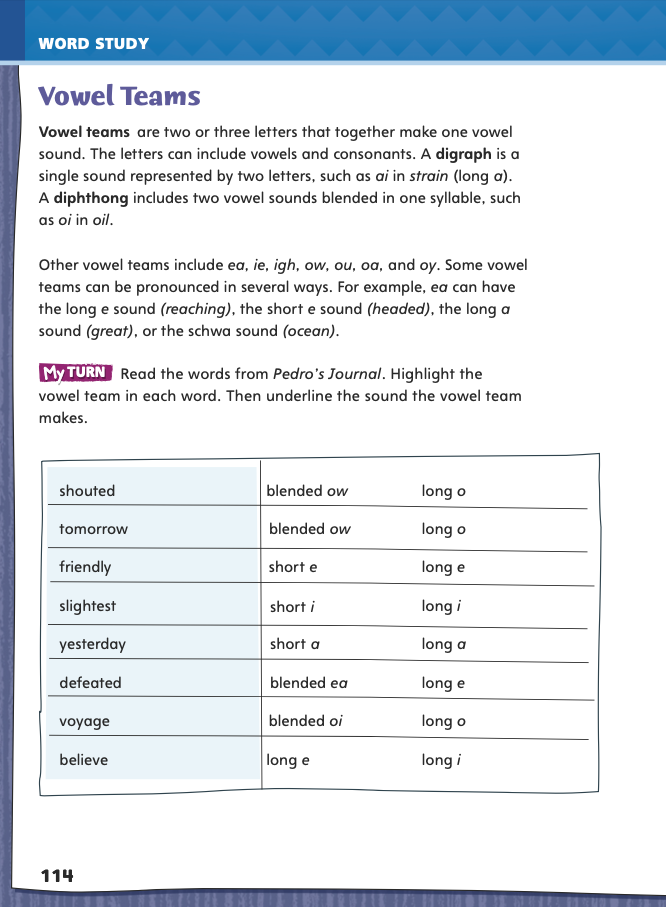 WORD STUDY
Vowel Teams
Vowel teams are two or three letters that together make one vowel
sound. The letters can include vowels and consonants. A digraph is a
single sound represented by two letters, such as ai in strain (long a).
A diphthong includes two vowel sounds blended in one syllable, such
as oi in oil.
Other vowel teams include ea, ie, igh, ow, ou, oa, and oy. Some vowel
teams can be pronounced in several ways. For example, ea can have
the long e sound (reaching), the short e sound (headed), the long a
sound (great), or the schwa sound (ocean).
My TURN Read the words from Pedro's Journal. Highlight the
vowel team in each word. Then underline the sound the vowel team
makes.
shouted blended ow long o
tomorrow blended ow long o
friendly short e long e
slightest short i long i
yesterday short a long a
defeated blended ea long e
voyage blended oi long o
believe long e long i
114